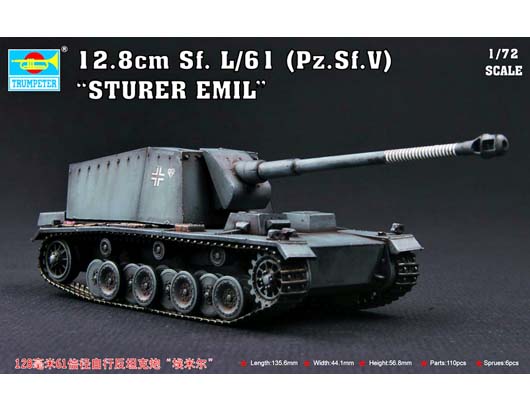 TRUMPETER
12.8cm Sf. L/61 (Pz.Sf.V)
"STURER EMIL"
1/72
SCALE
128毫米61倍径自行反坦克炮“埃米尔”
★ Length:135.6mm ★ Width:44.1mm ★ Height:56.8mm ★ Parts:110pcs ★ Sprues:6pcs